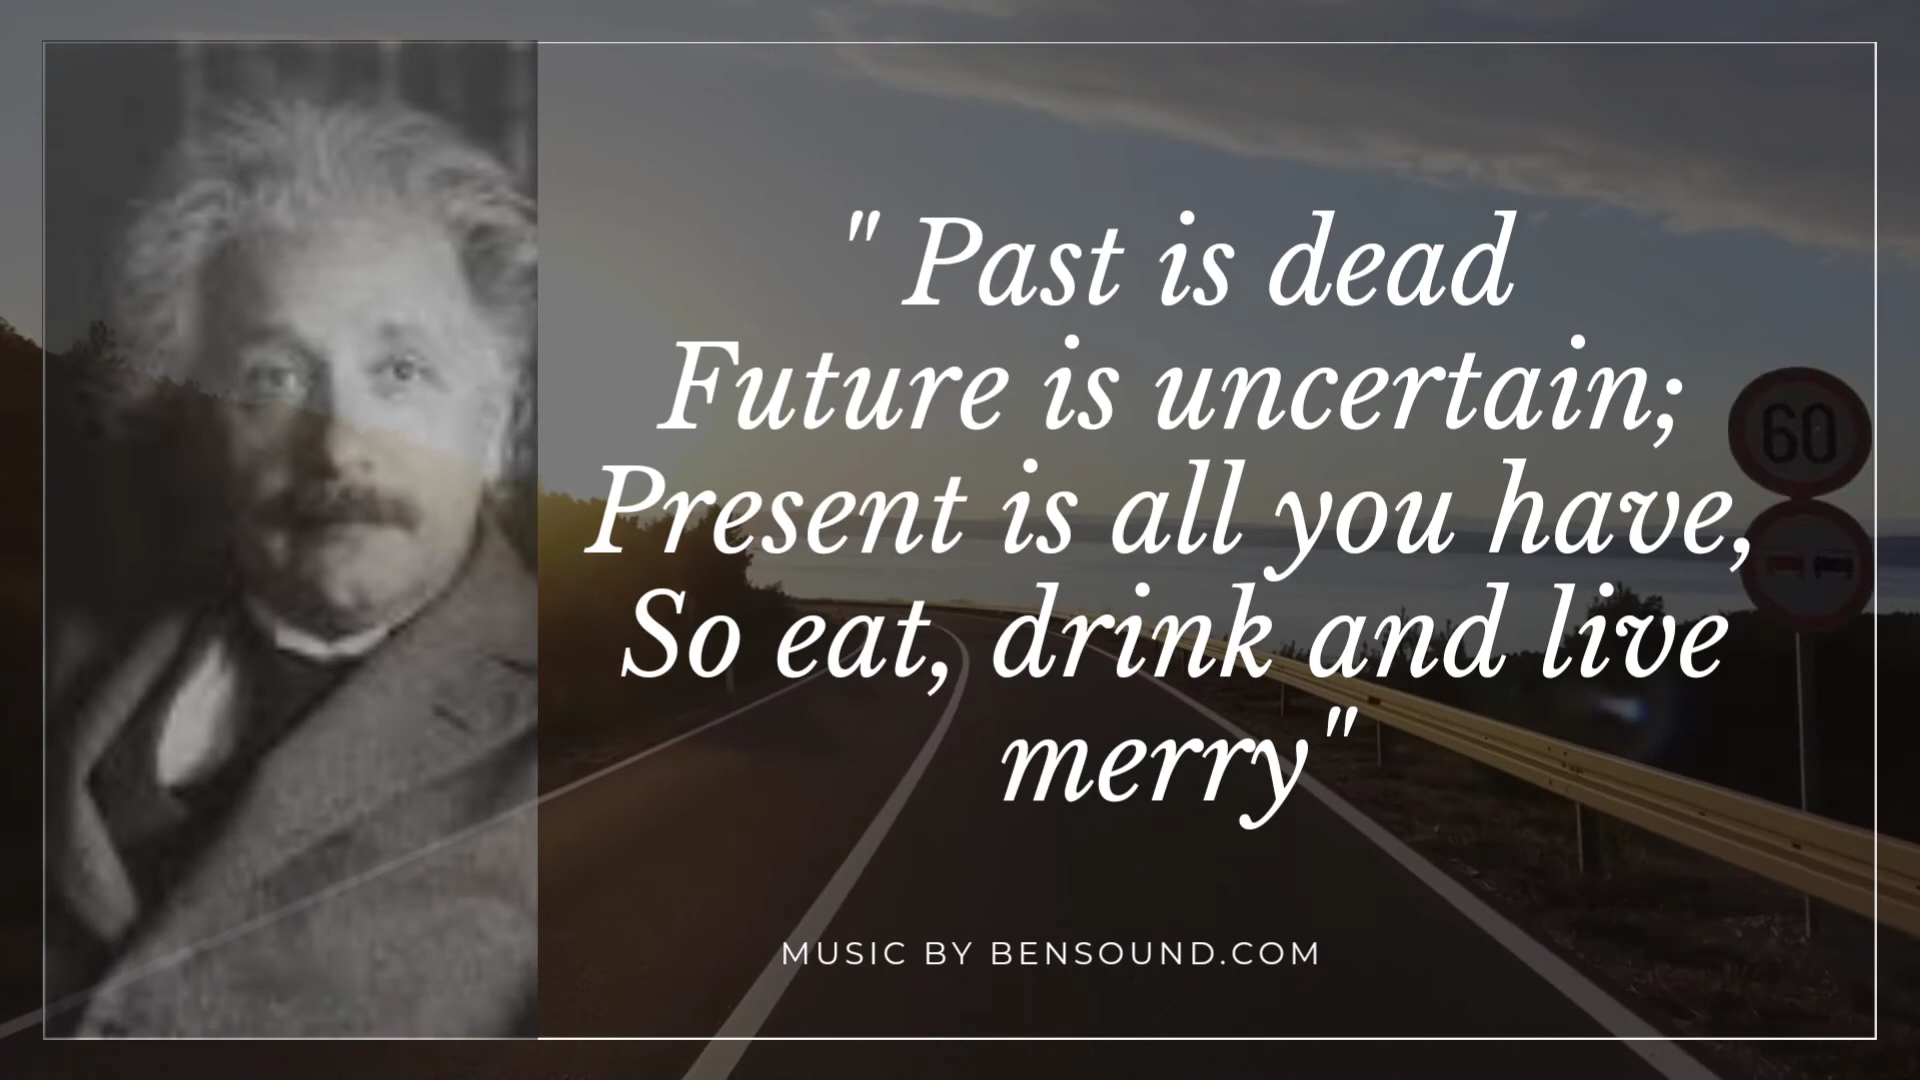 " Past is dead
Future is uncertain;
Present is all you have,
So eat, drink and live
merry"
60
MUSIC BY BENSOUND.COM